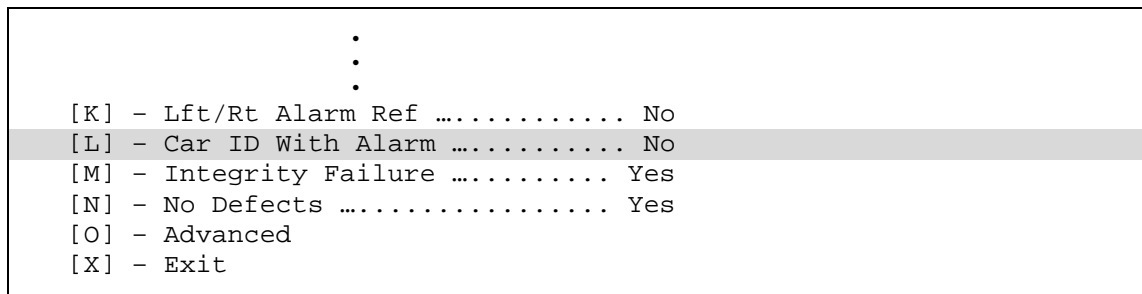 .
.
.
[K] – Lft/Rt Alarm Ref …........... No
[L] – Car ID With Alarm ….......... No
[M] – Integrity Failure …......... Yes
[N] – No Defects ….…............. Yes
[O] – Advanced
[X] – Exit